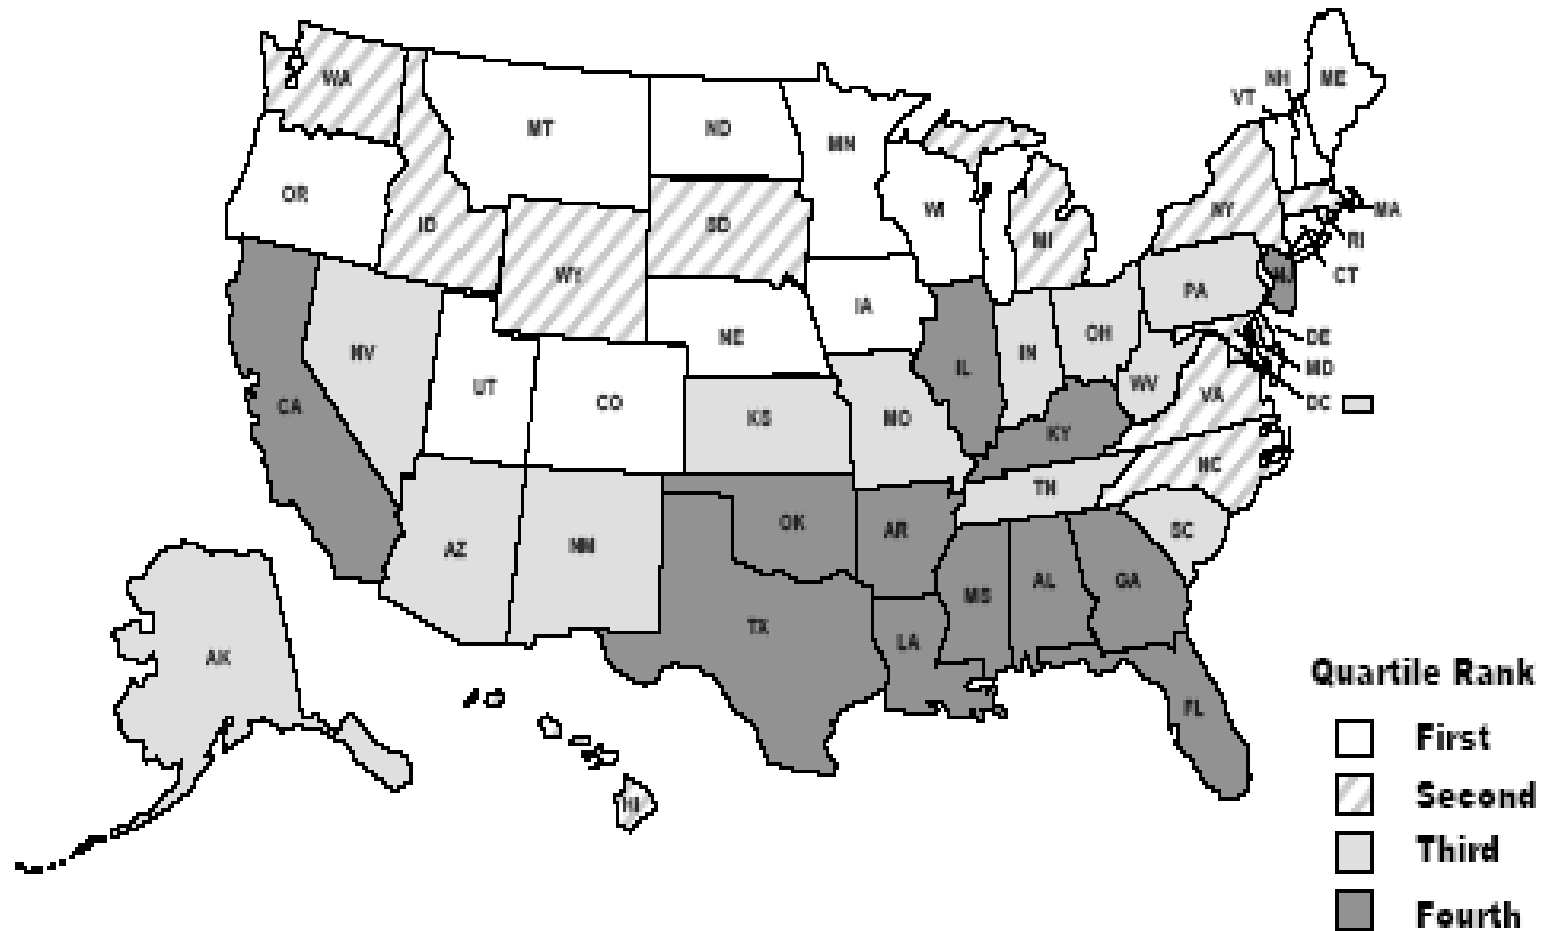 ME
NH
VT
WA
MT
ND
MN
OR
ID
SD
WI
NY
MA
MI
RI
WY
CT
PA
NJ
IA
NE
OH
DE
NV
IN
IL
MD
UT
WV
CO
VA
DC
CA
KS
MO
KY
NC
TN
OK
AR
SC
AZ
NM
MS
AL
GA
TX
LA
AK
Quartile Rank
FL
First
Second
HI
Third
Fourth